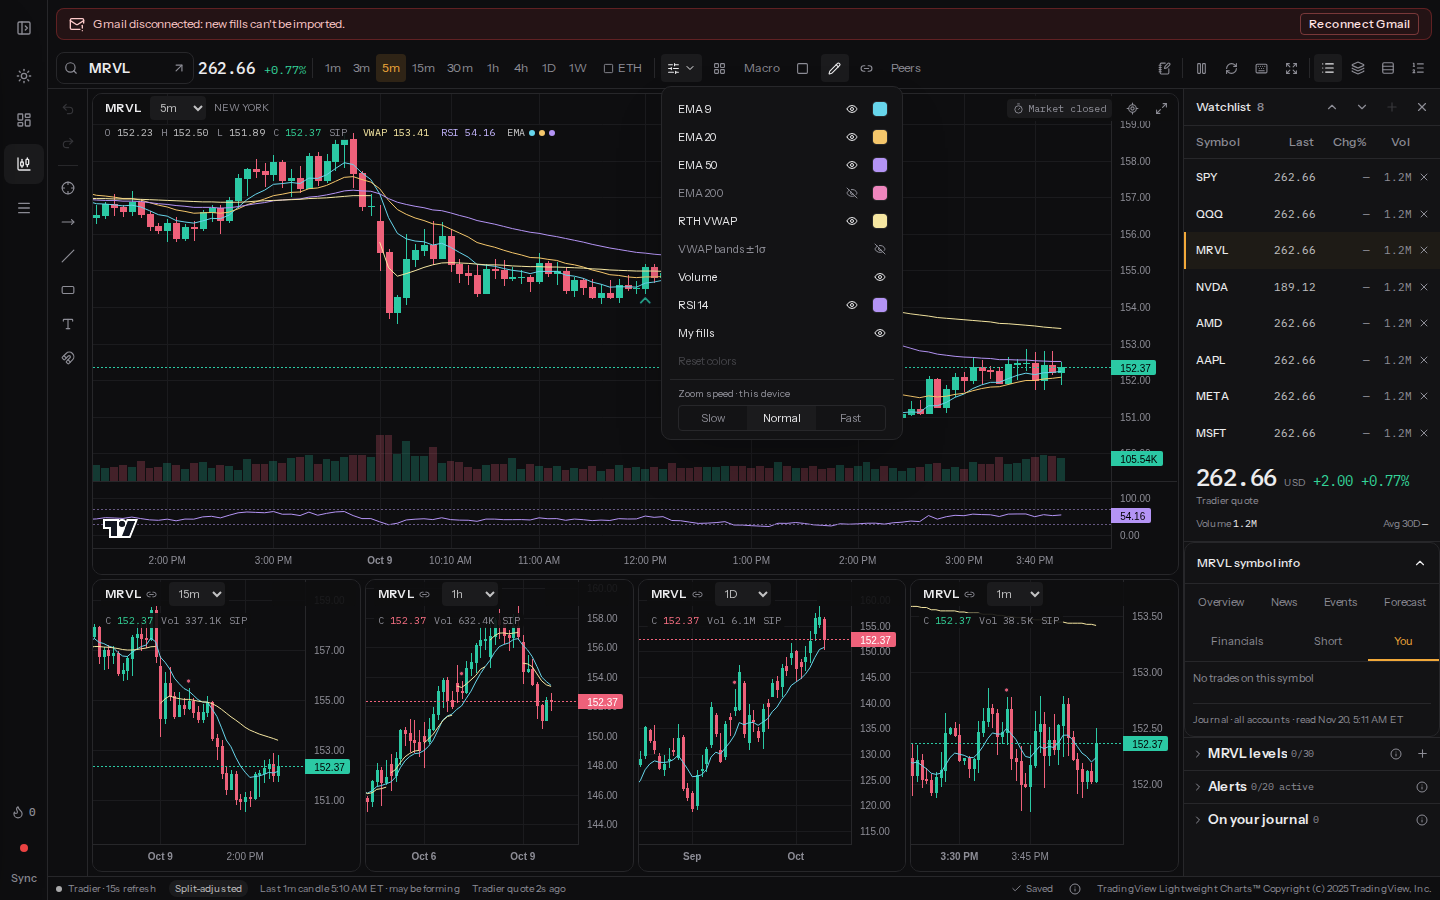 Gmail disconnected: new fills can't be imported.
Reconnect Gmail
MRVL
262.66 +0.77%
1m 3m 5m 15m 30m 1h 4h 1D 1W ETH
Macro
Peers
MRVL 5m NEW YORK
Market closed
O 152.23 H 152.50 L 151.89 C 152.37 SIP VWAP 153.41 RSI 54.16 EMA
EMA 9
EMA 20
EMA 50
EMA 200
RTH VWAP
VWAP bands ±1σ
Volume
RSI 14
My fills
Reset colors
Zoom speed · this device
Slow Normal Fast
159.00
158.00
157.00
156.00
155.00
154.00
153.00
152.37
152.00
151.00
105.54K
100.00
54.16
0.00
2:00 PM 3:00 PM Oct 9 10:10 AM 11:00 AM 12:00 PM 1:00 PM 2:00 PM 3:00 PM 3:40 PM
MRVL 15m
C 152.37 Vol 337.1K SIP
157.00
155.00
153.00
152.37
151.00
Oct 9 2:00 PM
MRVL 1h
C 152.37 Vol 632.4K SIP
158.00
156.00
154.00
152.37
150.00
148.00
146.00
144.00
Oct 6 Oct 9
MRVL 1D
C 152.37 Vol 6.1M SIP
155.00
152.37
150.00
145.00
140.00
135.00
130.00
125.00
120.00
115.00
Sep Oct
MRVL 1m
C 152.37 Vol 38.5K SIP
153.50
153.00
152.50
152.37
152.00
3:30 PM 3:45 PM
Watchlist 8
Symbol Last Chg% Vol
SPY 262.66 — 1.2M
QQQ 262.66 — 1.2M
MRVL 262.66 — 1.2M
NVDA 189.12 — 1.2M
AMD 262.66 — 1.2M
AAPL 262.66 — 1.2M
META 262.66 — 1.2M
MSFT 262.66 — 1.2M
262.66 USD +2.00 +0.77%
Tradier quote
Volume 1.2M Avg 30D —
MRVL symbol info
Overview News Events Forecast
Financials Short You
No trades on this symbol
Journal · all accounts · read Nov 20, 5:11 AM ET
MRVL levels 0/30
Alerts 0/20 active
On your journal 0
0
Sync
Tradier · 15s refresh Split-adjusted Last 1m candle 5:10 AM ET · may be forming Tradier quote 2s ago
Saved
TradingView Lightweight Charts™ Copyright (c) 2025 TradingView, Inc.